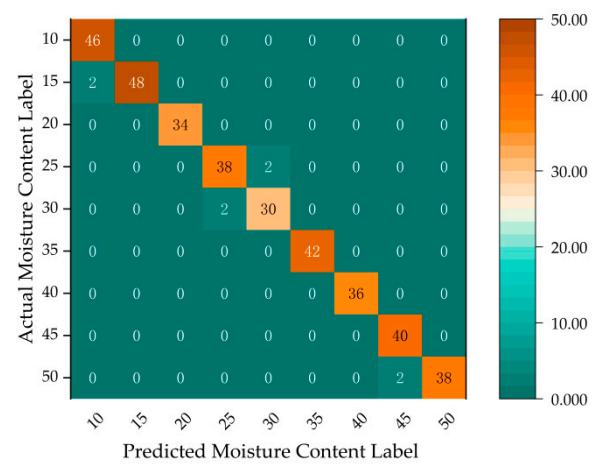 10 46 0 0 0 0 0 0 0 0
15 2 48 0 0 0 0 0 0 0
20 0 0 34 0 0 0 0 0 0
25 0 0 0 38 2 0 0 0 0
30 0 0 0 2 30 0 0 0 0
35 0 0 0 0 0 42 0 0 0
40 0 0 0 0 0 0 36 0 0
45 0 0 0 0 0 0 0 40 0
50 0 0 0 0 0 0 0 2 38
10 15 20 25 30 35 40 45 50
Predicted Moisture Content Label
Actual Moisture Content Label
50.00
40.00
30.00
20.00
10.00
0.000